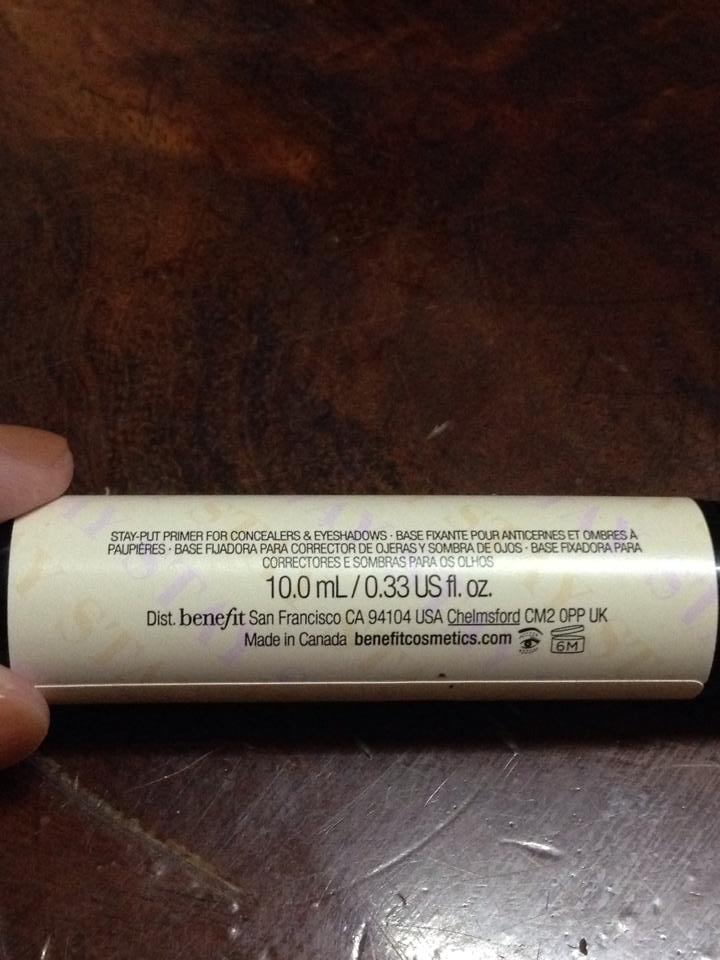 STAY-PUT PRIMER FOR CONCEALERS & EYESHADOWS · BASE FIXANTE POUR ANTICERNES ET OMBRES À
PAUPIÈRES · BASE FIJADORA PARA CORRECTOR DE OJERAS Y SOMBRA DE OJOS · BASE FIXADORA PARA
CORRECTORES E SOMBRAS PARA OS OLHOS
10.0 mL / 0.33 US fl. oz.
Dist. benefit San Francisco CA 94104 USA Chelmsford CM2 0PP UK
Made in Canada benefitcosmetics.com 6M